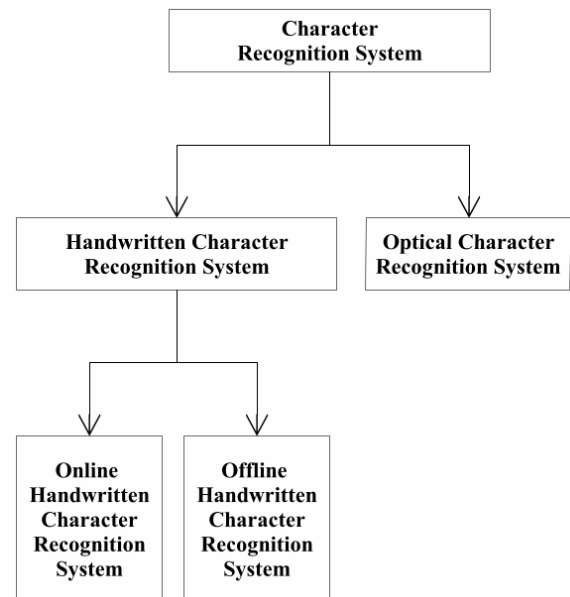 Character
Recognition System
Handwritten Character
Recognition System
Optical Character
Recognition System
Online
Handwritten
Character
Recognition
System
Offline
Handwritten
Character
Recognition
System